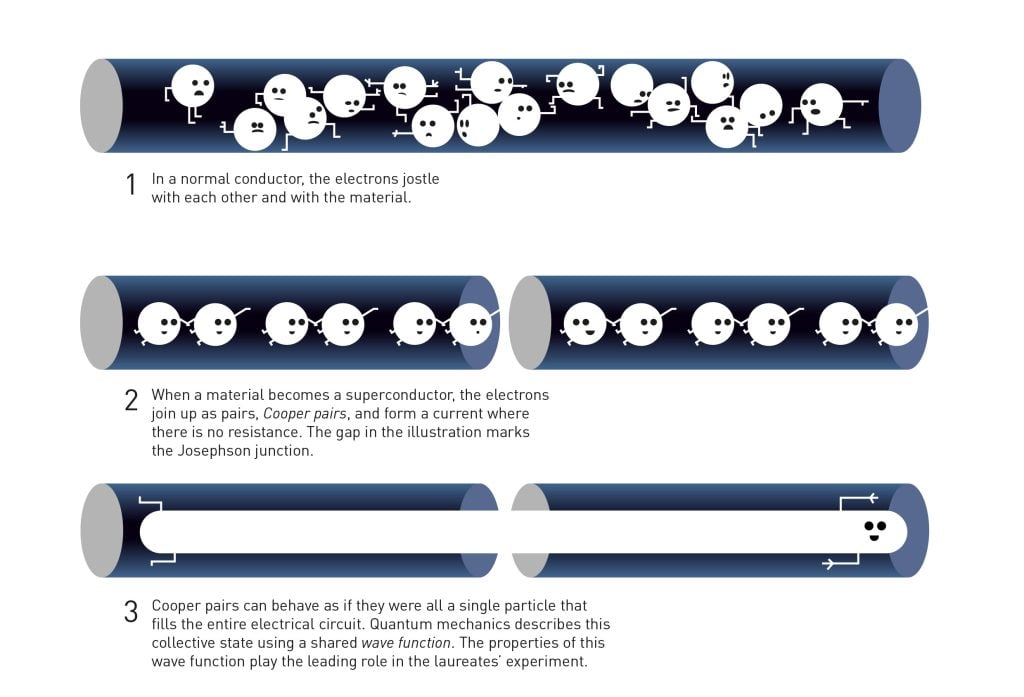 1 In a normal conductor, the electrons jostle
with each other and with the material.
2 When a material becomes a superconductor, the electrons
join up as pairs, Cooper pairs, and form a current where
there is no resistance. The gap in the illustration marks
the Josephson junction.
3 Cooper pairs can behave as if they were all a single particle that
fills the entire electrical circuit. Quantum mechanics describes this
collective state using a shared wave function. The properties of this
wave function play the leading role in the laureates’ experiment.